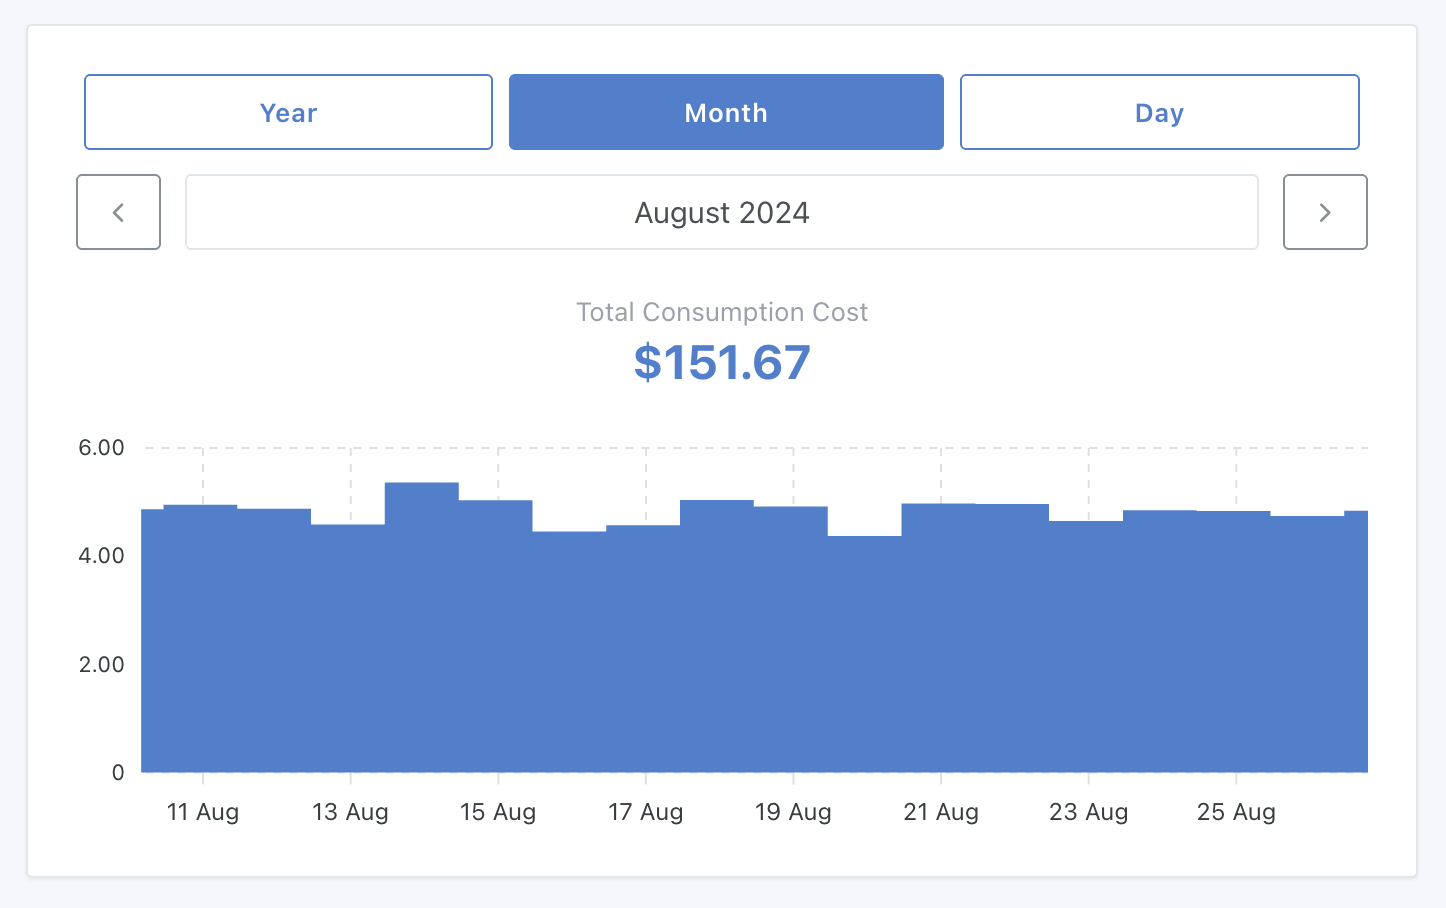 Year Month Day
August 2024
Total Consumption Cost
$151.67
6.00
4.00
2.00
0
11 Aug 13 Aug 15 Aug 17 Aug 19 Aug 21 Aug 23 Aug 25 Aug